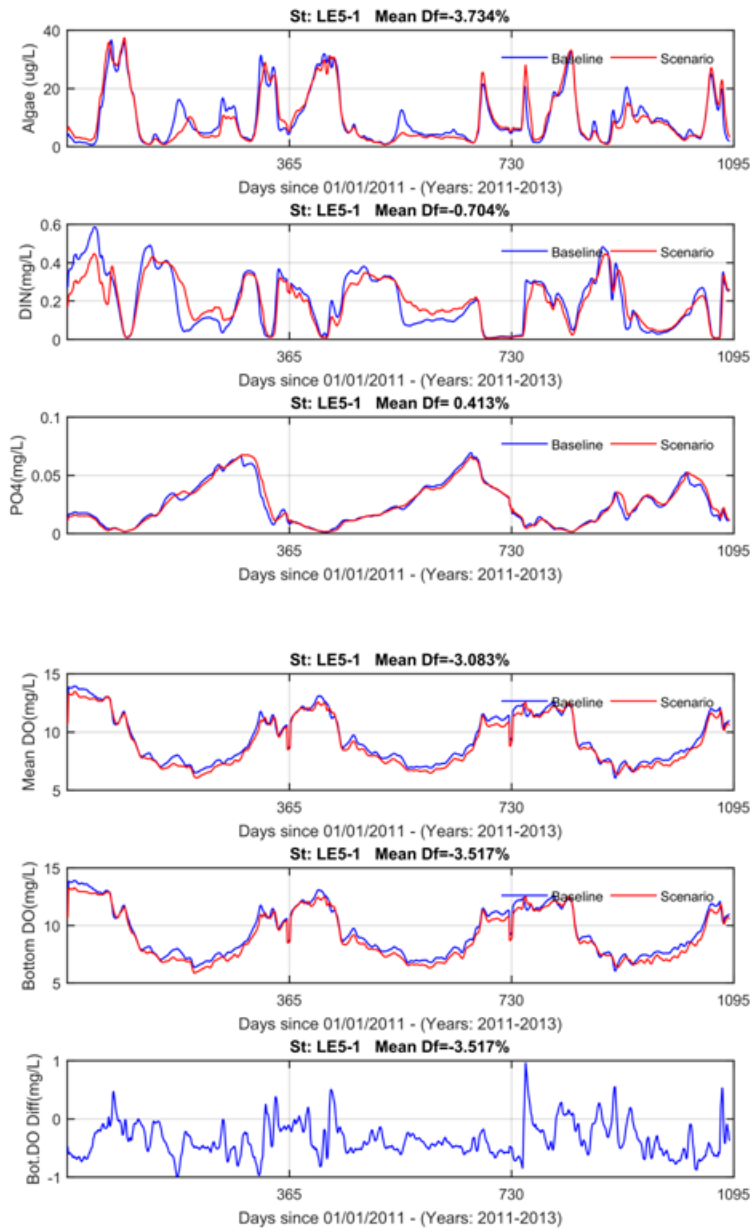 St: LE5-1 Mean Df=-3.734%
40
20
0
Algae (ug/L)
Baseline Scenario
365 730 1095
Days since 01/01/2011 - (Years: 2011-2013)
St: LE5-1 Mean Df=-0.704%
0.6
0.4
0.2
0
DIN(mg/L)
Baseline Scenario
365 730 1095
Days since 01/01/2011 - (Years: 2011-2013)
St: LE5-1 Mean Df= 0.413%
0.1
0.05
0
PO4(mg/L)
Baseline Scenario
365 730 1095
Days since 01/01/2011 - (Years: 2011-2013)
St: LE5-1 Mean Df=-3.083%
15
10
5
Mean DO(mg/L)
Baseline Scenario
365 730 1095
Days since 01/01/2011 - (Years: 2011-2013)
St: LE5-1 Mean Df=-3.517%
15
10
5
Bottom DO(mg/L)
Baseline Scenario
365 730 1095
Days since 01/01/2011 - (Years: 2011-2013)
St: LE5-1 Mean Df=-3.517%
1
0
-1
Bot.DO Diff(mg/L)
365 730 1095
Days since 01/01/2011 - (Years: 2011-2013)